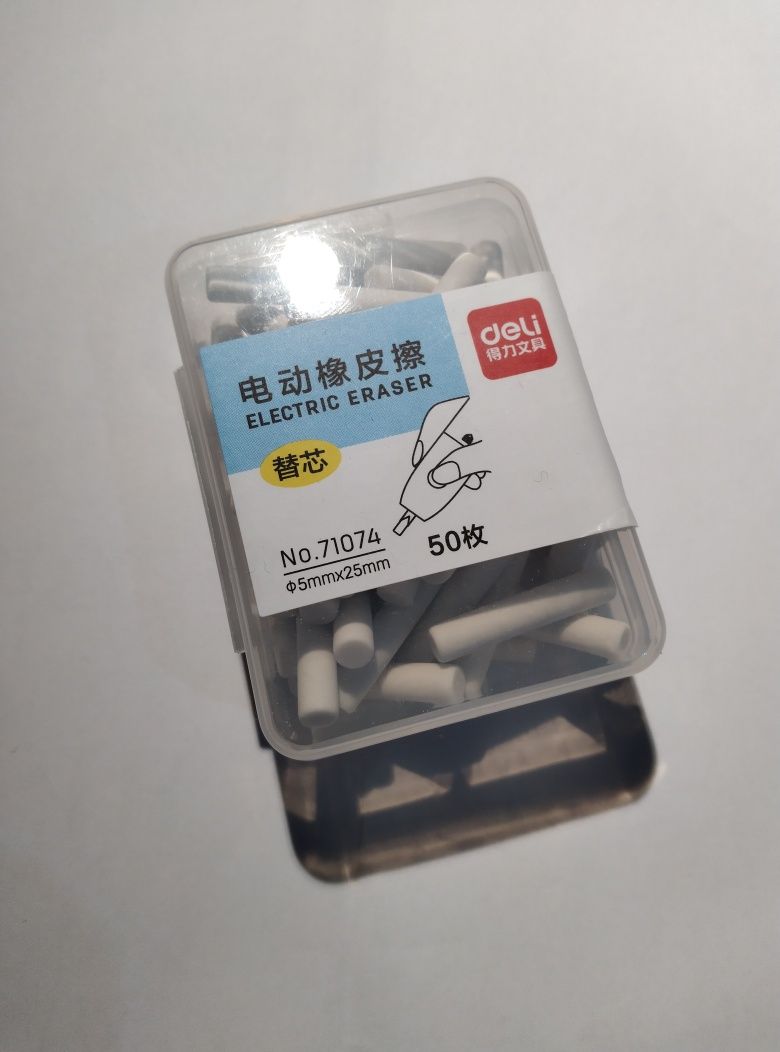 deli
得力文具
电动橡皮擦
ELECTRIC ERASER
替芯
No.71074
Φ5mmx25mm
50枚